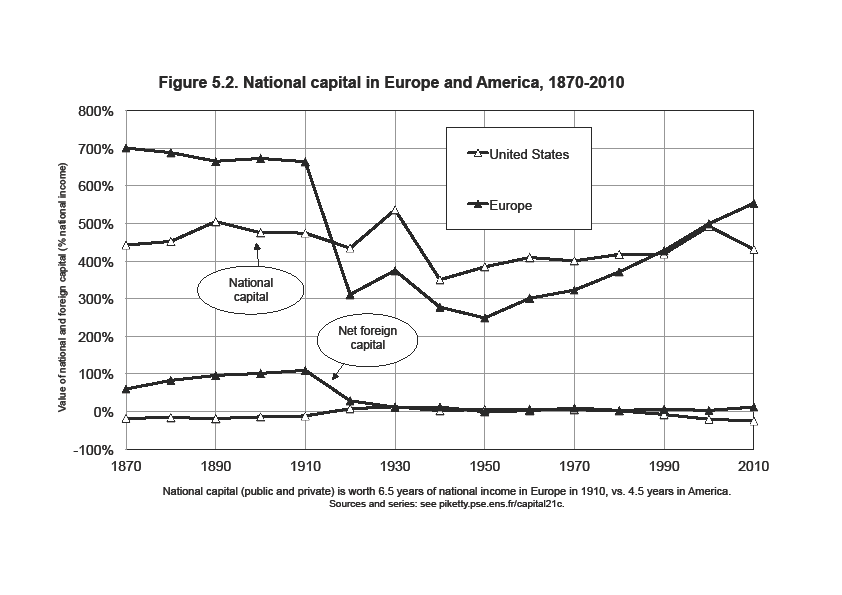 Figure 5.2. National capital in Europe and America, 1870-2010
Value of national and foreign capital (% national income)
800%
700%
600%
500%
400%
300%
200%
100%
0%
-100%
United States
Europe
National
capital
Net foreign
capital
1870 1890 1910 1930 1950 1970 1990 2010
National capital (public and private) is worth 6.5 years of national income in Europe in 1910, vs. 4.5 years in America.
Sources and series: see piketty.pse.ens.fr/capital21c.